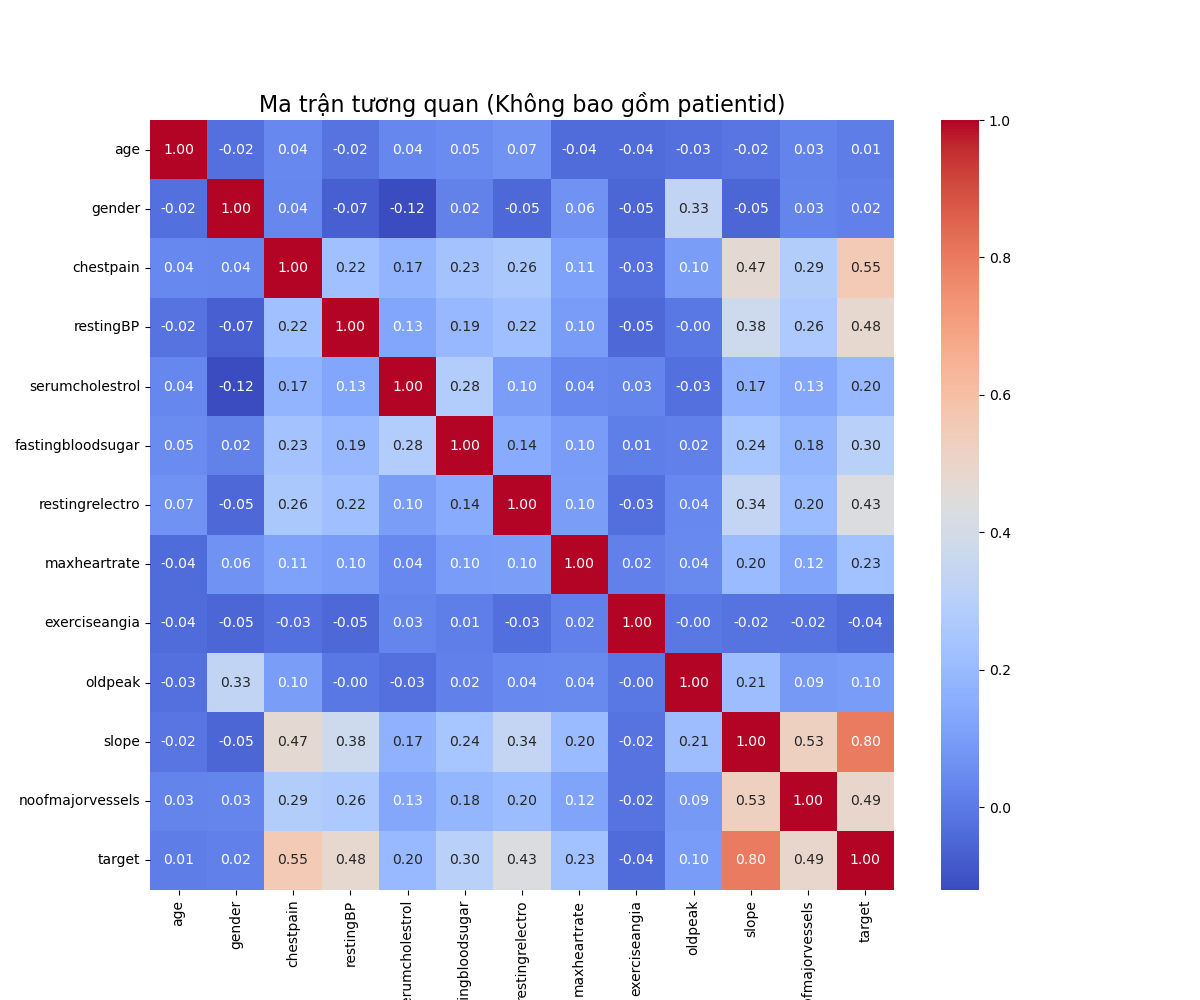 Ma trận tương quan (Không bao gồm patientid)
1.0
age 1.00 -0.02 0.04 -0.02 0.04 0.05 0.07 -0.04 -0.04 -0.03 -0.02 0.03 0.01
gender -0.02 1.00 0.04 -0.07 -0.12 0.02 -0.05 0.06 -0.05 0.33 -0.05 0.03 0.02
0.8
chestpain 0.04 0.04 1.00 0.22 0.17 0.23 0.26 0.11 -0.03 0.10 0.47 0.29 0.55
restingBP -0.02 -0.07 0.22 1.00 0.13 0.19 0.22 0.10 -0.05 -0.00 0.38 0.26 0.48
serumcholestrol 0.04 -0.12 0.17 0.13 1.00 0.28 0.10 0.04 0.03 -0.03 0.17 0.13 0.20
0.6
fastingbloodsugar 0.05 0.02 0.23 0.19 0.28 1.00 0.14 0.10 0.01 0.02 0.24 0.18 0.30
restingrelectro 0.07 -0.05 0.26 0.22 0.10 0.14 1.00 0.10 -0.03 0.04 0.34 0.20 0.43
0.4
maxheartrate -0.04 0.06 0.11 0.10 0.04 0.10 0.10 1.00 0.02 0.04 0.20 0.12 0.23
exerciseangia -0.04 -0.05 -0.03 -0.05 0.03 0.01 -0.03 0.02 1.00 -0.00 -0.02 -0.02 -0.04
0.2
oldpeak -0.03 0.33 0.10 -0.00 -0.03 0.02 0.04 0.04 -0.00 1.00 0.21 0.09 0.10
slope -0.02 -0.05 0.47 0.38 0.17 0.24 0.34 0.20 -0.02 0.21 1.00 0.53 0.80
noofmajorvessels 0.03 0.03 0.29 0.26 0.13 0.18 0.20 0.12 -0.02 0.09 0.53 1.00 0.49
0.0
target 0.01 0.02 0.55 0.48 0.20 0.30 0.43 0.23 -0.04 0.10 0.80 0.49 1.00
age
gender
chestpain
restingBP
erumcholestrol
ingbloodsugar
estingrelectro
maxheartrate
exerciseangia
oldpeak
slope
ofmajorvessels
target